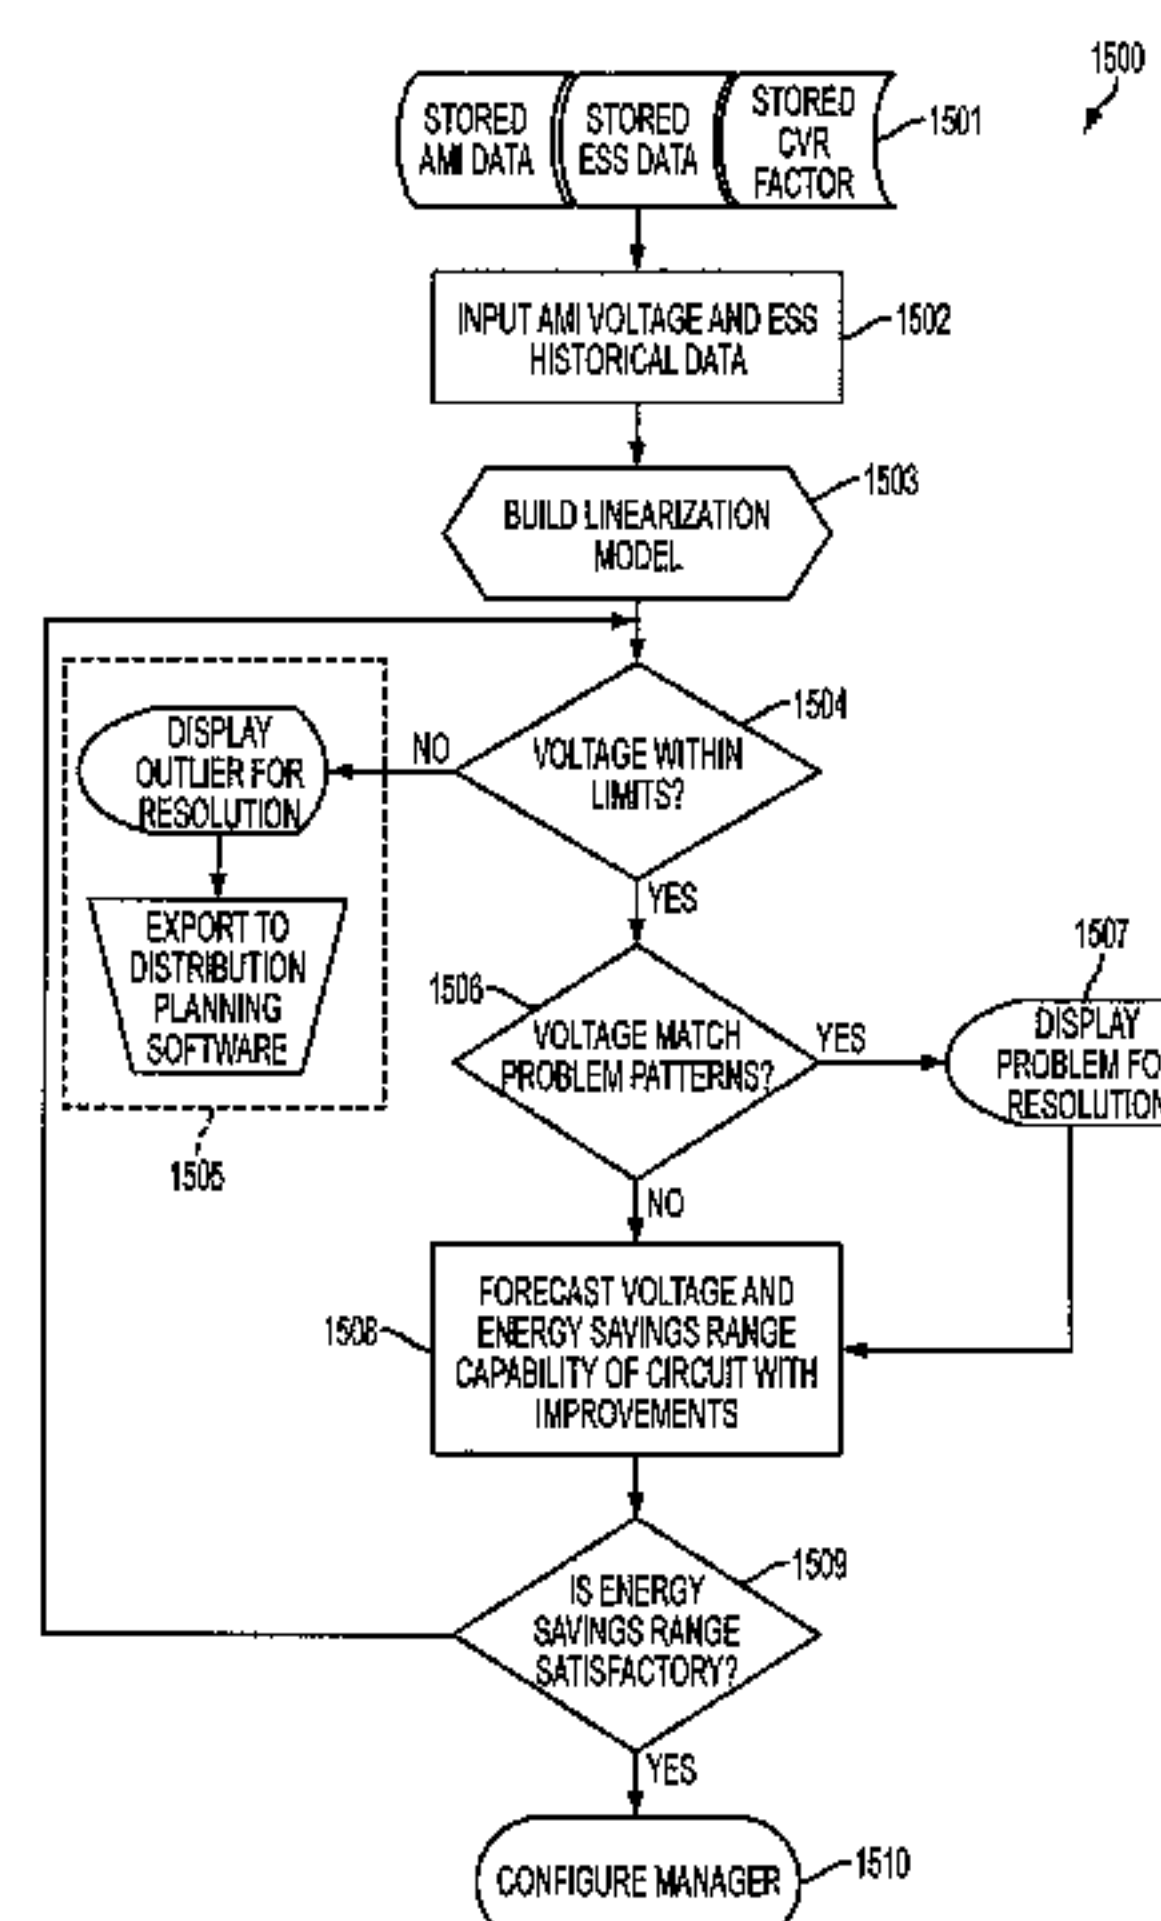 1500
STORED
AMI DATA
STORED
ESS DATA
STORED
CVR
FACTOR
1501
INPUT AMI VOLTAGE AND ESS
HISTORICAL DATA
1502
BUILD LINEARIZATION
MODEL
1503
VOLTAGE WITHIN
LIMITS?
1504
NO
DISPLAY
OUTLIER FOR
RESOLUTION
EXPORT TO
DISTRIBUTION
PLANNING
SOFTWARE
1505
YES
1506
VOLTAGE MATCH
PROBLEM PATTERNS?
YES
1507
DISPLAY
PROBLEM FO
RESOLUTION
NO
1508
FORECAST VOLTAGE AND
ENERGY SAVINGS RANGE
CAPABILITY OF CIRCUIT WITH
IMPROVEMENTS
1509
IS ENERGY
SAVINGS RANGE
SATISFACTORY?
YES
CONFIGURE MANAGER
1510